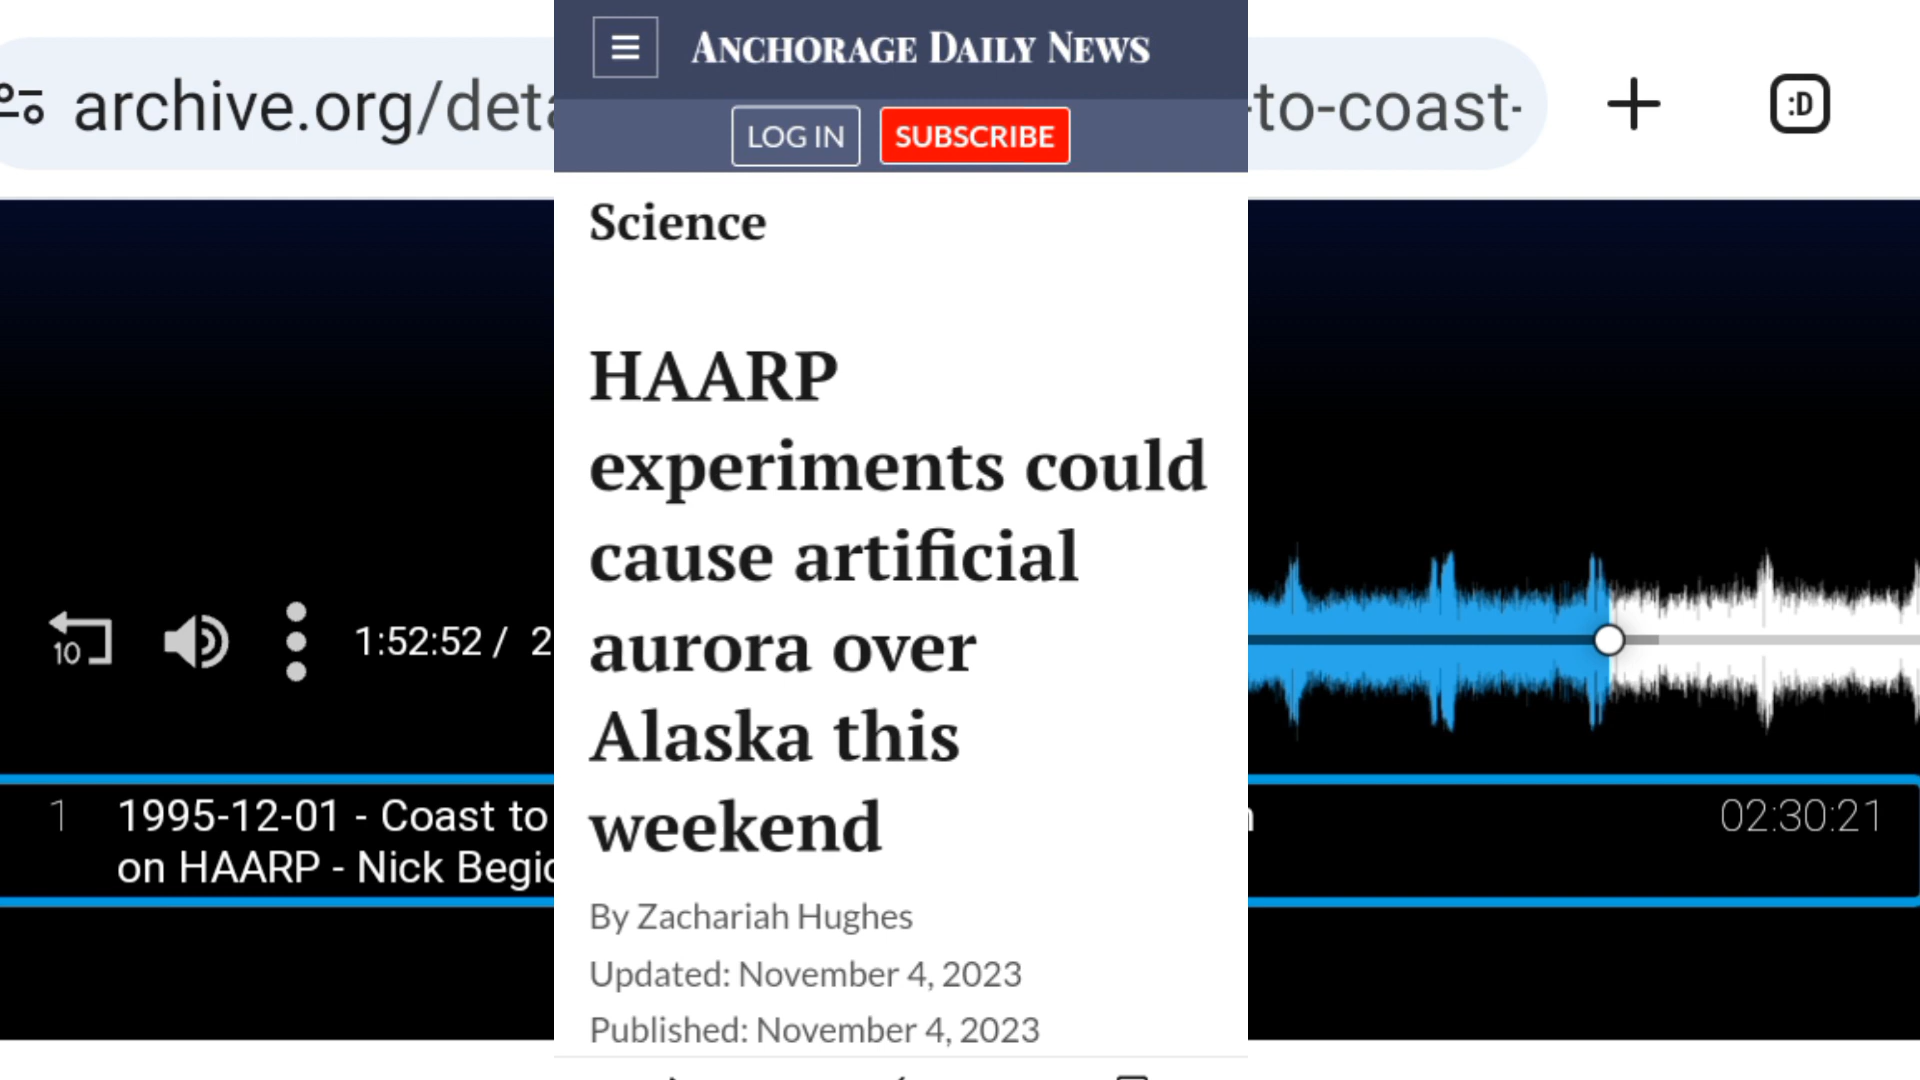 archive.org/deta
-to-coast-
:D
ANCHORAGE DAILY NEWS
LOG IN
SUBSCRIBE
Science
HAARP
experiments could
cause artificial
aurora over
Alaska this
weekend
By Zachariah Hughes
Updated: November 4, 2023
Published: November 4, 2023
10
1:52:52 / 2
1 1995-12-01 - Coast to
on HAARP - Nick Begic
02:30:21